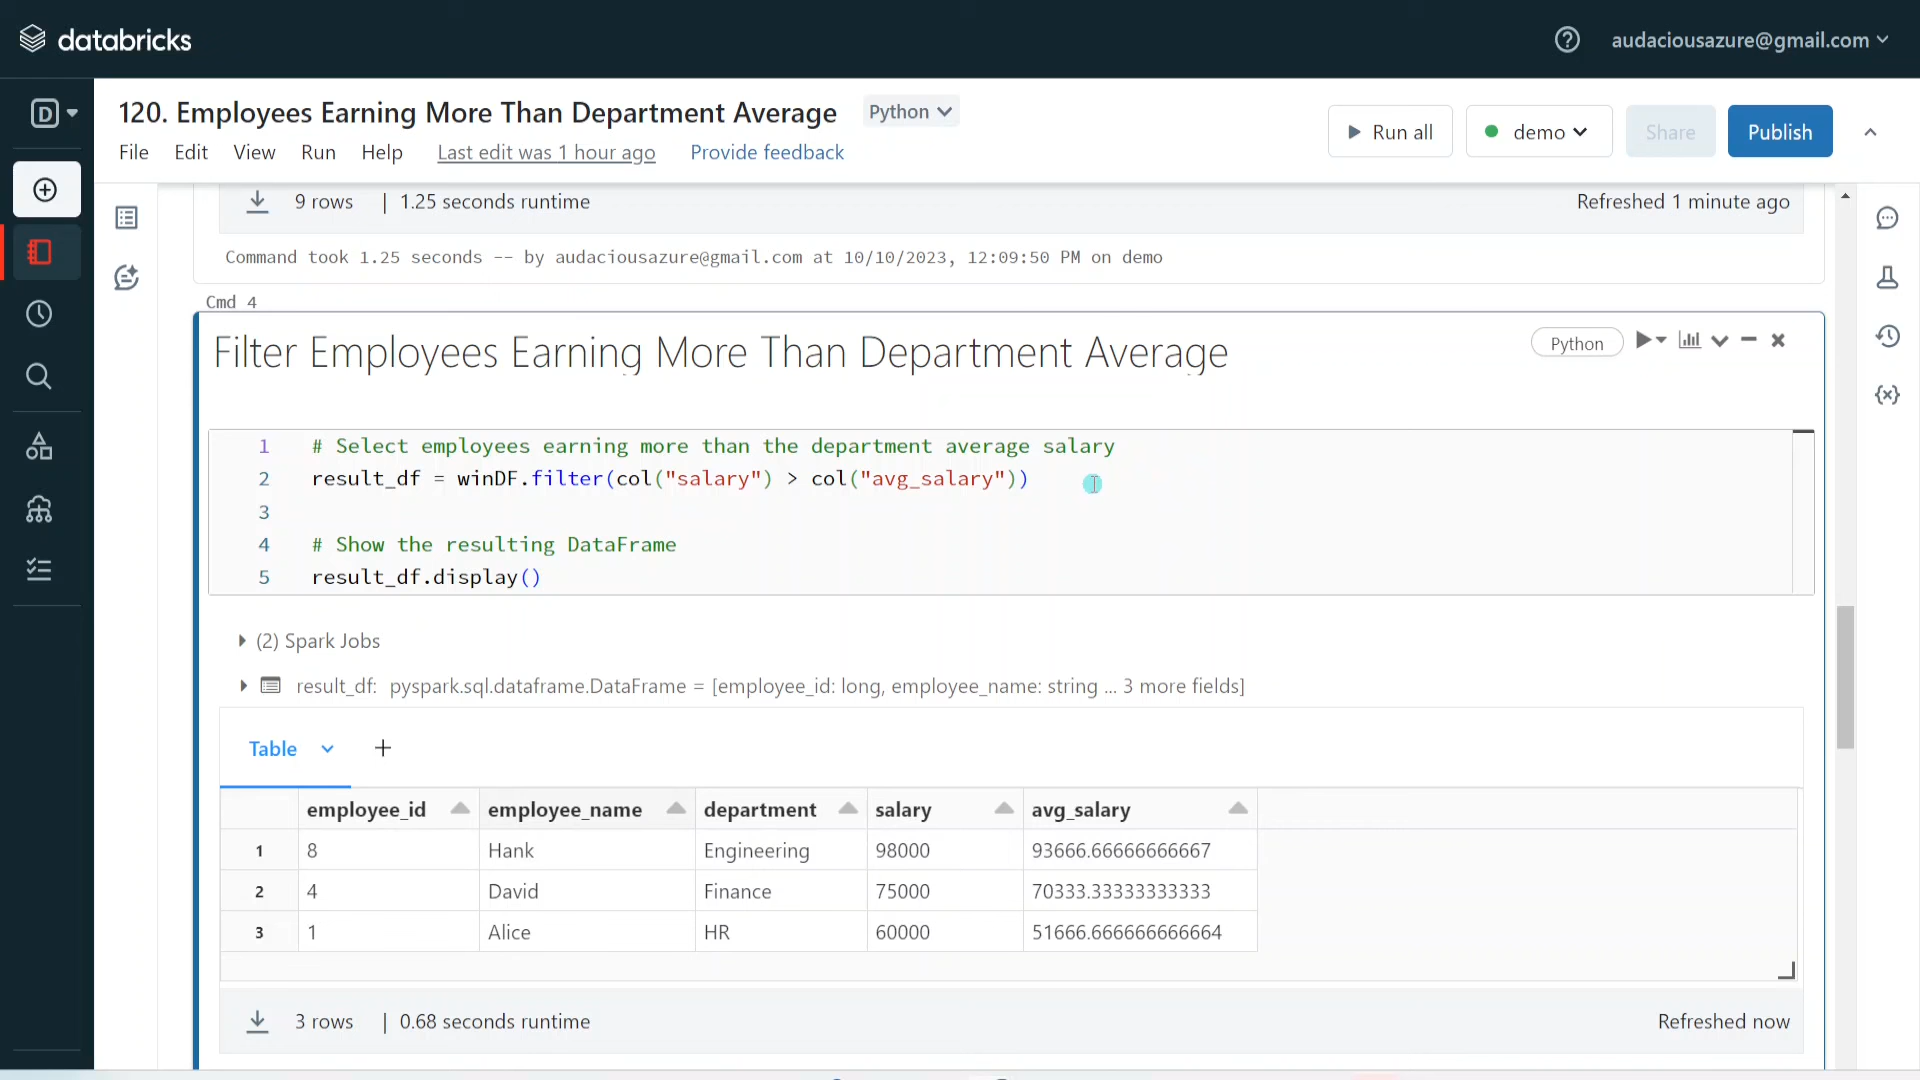 databricks
audaciousazure@gmail.com
D
120. Employees Earning More Than Department Average Python
File Edit View Run Help Last edit was 1 hour ago Provide feedback
Run all demo Share Publish
9 rows | 1.25 seconds runtime Refreshed 1 minute ago
Command took 1.25 seconds -- by audaciousazure@gmail.com at 10/10/2023, 12:09:50 PM on demo
Cmd 4
Filter Employees Earning More Than Department Average Python
1 # Select employees earning more than the department average salary
2 result_df = winDF.filter(col("salary") > col("avg_salary"))
3
4 # Show the resulting DataFrame
5 result_df.display()
(2) Spark Jobs
result_df: pyspark.sql.dataframe.DataFrame = [employee_id: long, employee_name: string ... 3 more fields]
Table +
employee_id employee_name department salary avg_salary
1 8 Hank Engineering 98000 93666.66666666667
2 4 David Finance 75000 70333.33333333333
3 1 Alice HR 60000 51666.666666666664
3 rows | 0.68 seconds runtime Refreshed now